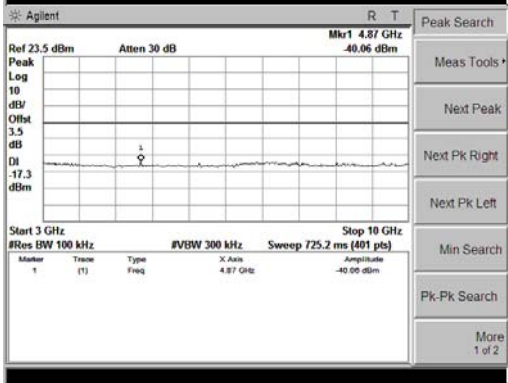 Agilent R T
Peak Search
Mkr1 4.87 GHz
Ref 23.5 dBm Atten 30 dB -40.06 dBm
Peak
Log
10
dB/
Offst
3.5
dB
DI
-17.3
dBm
1
Start 3 GHz Stop 10 GHz
#Res BW 100 kHz #VBW 300 kHz Sweep 725.2 ms (401 pts)
Marker Trace Type X Axis Amplitude
1 (1) Freq 4.87 GHz -40.06 dBm
Meas Tools
Next Peak
Next Pk Right
Next Pk Left
Min Search
Pk-Pk Search
More
1 of 2